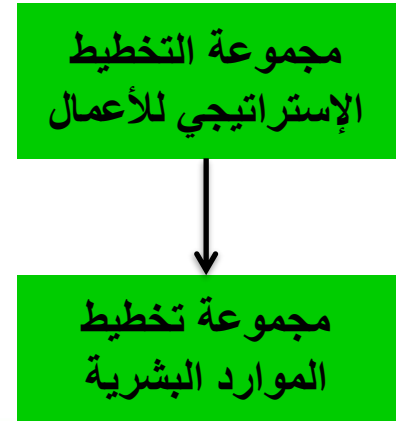 مجموعة التخطيط
الإستراتيجي للأعمال
مجموعة تخطيط
الموارد البشرية